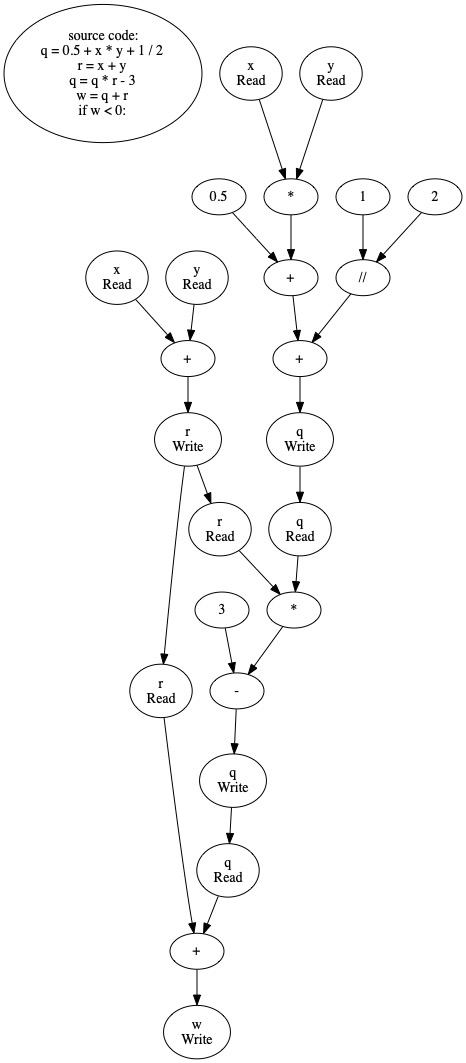 source code:
q = 0.5 + x * y + 1 / 2
r = x + y
q = q * r - 3
w = q + r
if w < 0:
x
Read
y
Read
0.5
*
1
2
x
Read
y
Read
+
//
+
+
r
Write
q
Write
r
Read
q
Read
3
*
r
Read
-
q
Write
q
Read
+
w
Write